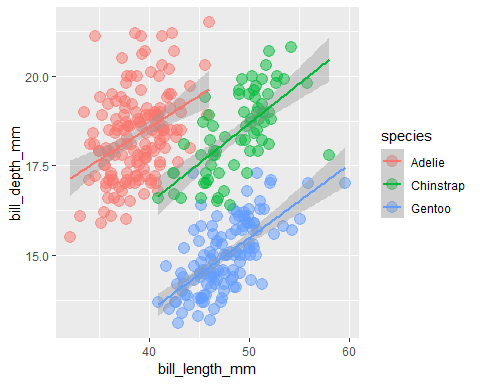 20.0
17.5
15.0
bill_depth_mm
40
50
60
bill_length_mm
species
Adelie
Chinstrap
Gentoo